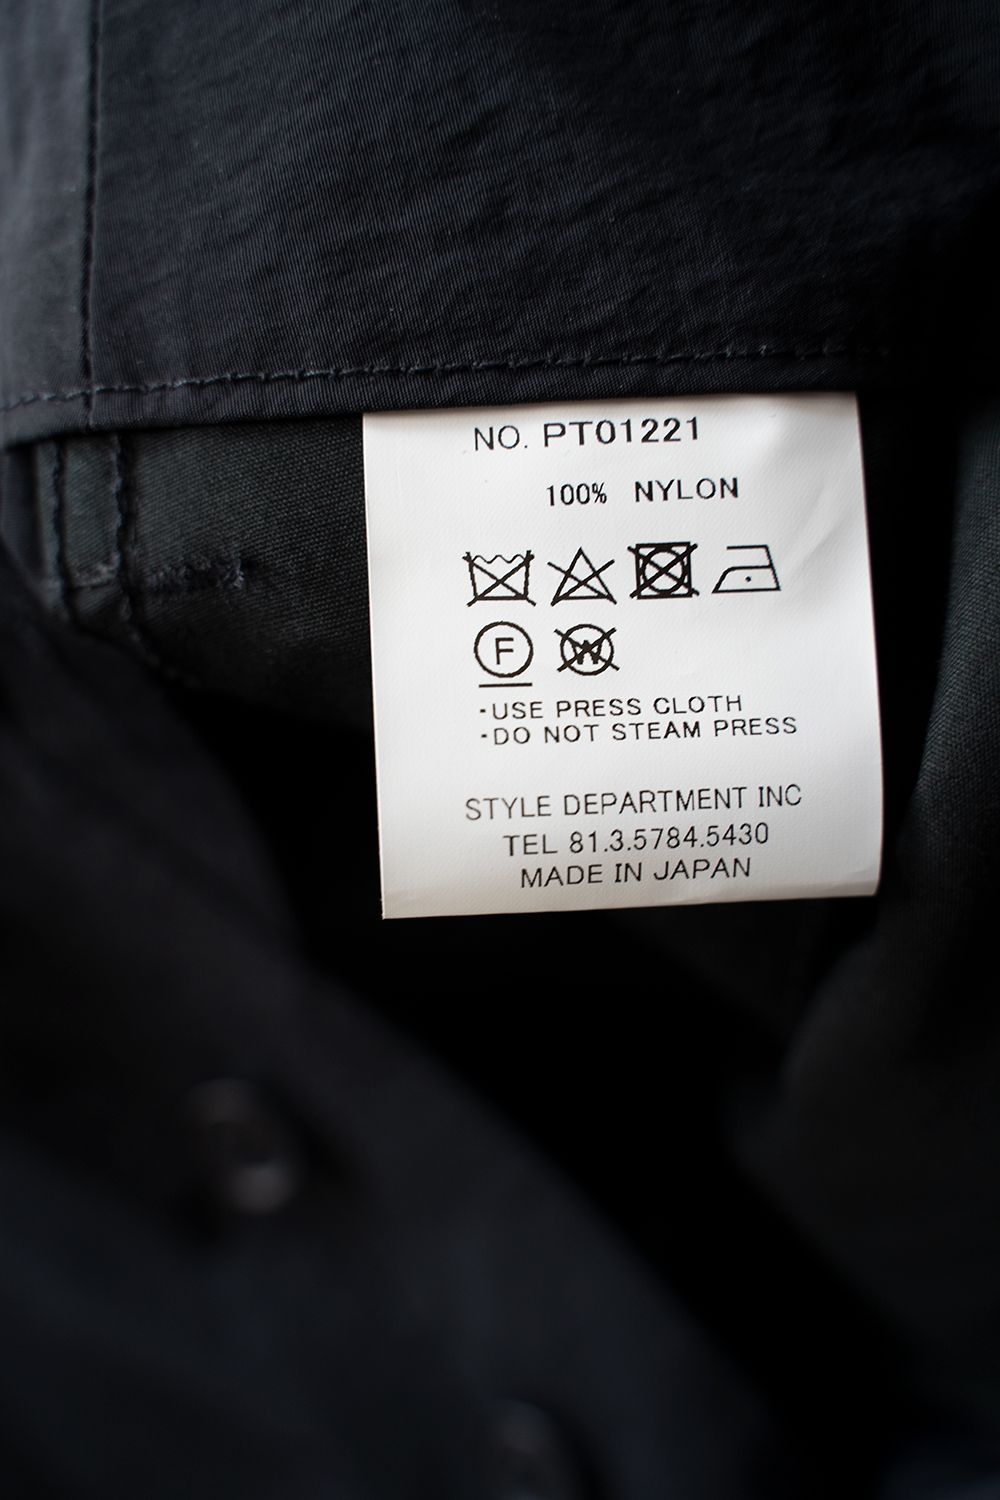 NO. PT01221
100% NYLON
F W
·USE PRESS CLOTH
·DO NOT STEAM PRESS
STYLE DEPARTMENT INC
TEL 81.3.5784.5430
MADE IN JAPAN